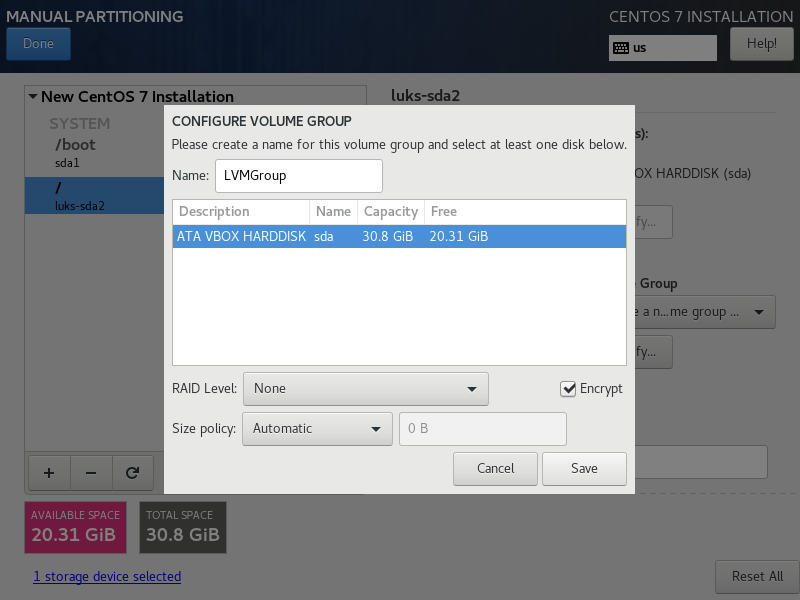 MANUAL PARTITIONING
CENTOS 7 INSTALLATION
Done
us
Help!
New CentOS 7 Installation
SYSTEM
/boot
sda1
/
luks-sda2
luks-sda2
s):
OX HARDDISK (sda)
fy...
Group
e a n...me group ...
fy...
CONFIGURE VOLUME GROUP
Please create a name for this volume group and select at least one disk below.
Name: LVMGroup
Description Name Capacity Free
ATA VBOX HARDDISK sda 30.8 GiB 20.31 GiB
RAID Level: None Encrypt
Size policy: Automatic 0 B
Cancel Save
+ −
AVAILABLE SPACE
20.31 GiB
TOTAL SPACE
30.8 GiB
1 storage device selected
Reset All